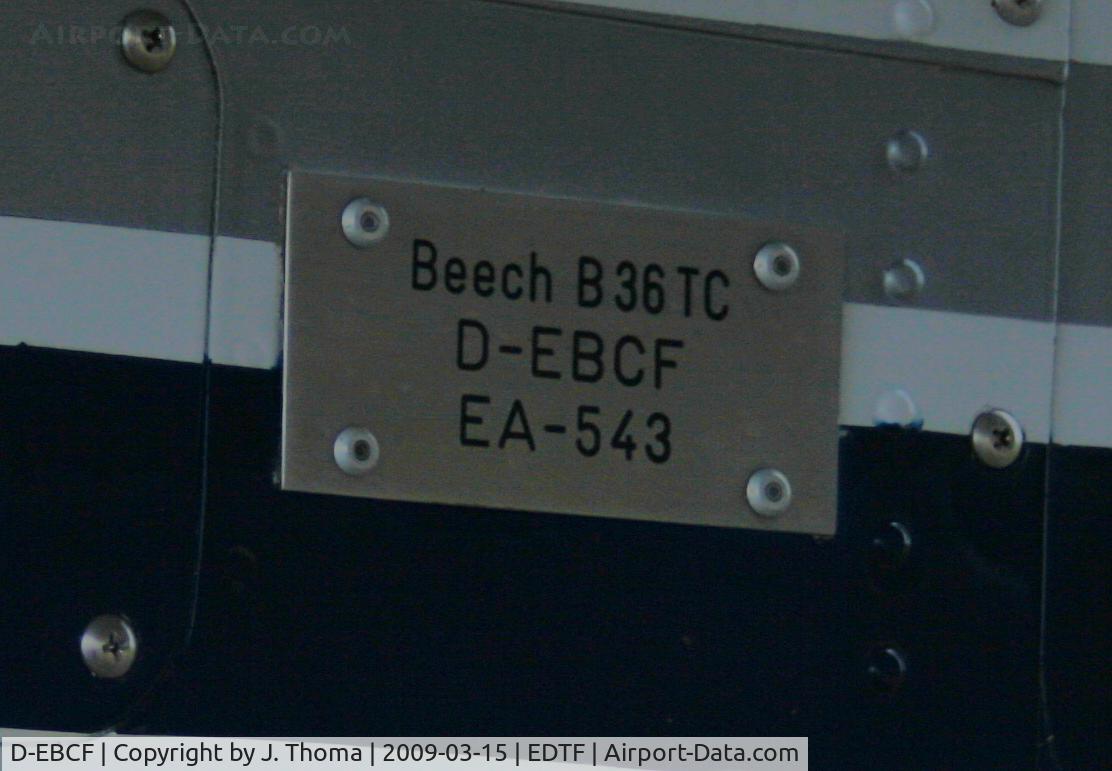 AIRPORT-DATA.COM
Beech B36TC
D-EBCF
EA-543
D-EBCF | Copyright by J. Thoma | 2009-03-15 | EDTF | Airport-Data.com